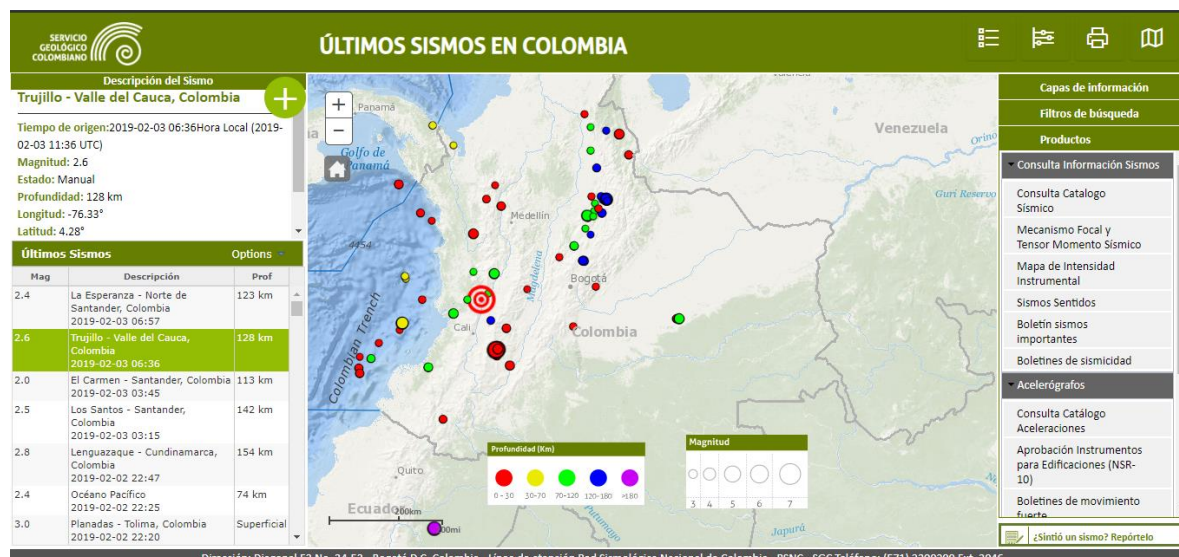 SERVICIO
GEOLÓGICO
COLOMBIANO
ÚLTIMOS SISMOS EN COLOMBIA
Descripción del Sismo
Trujillo - Valle del Cauca, Colombia
Tiempo de origen:2019-02-03 06:36Hora Local (2019-
02-03 11:36 UTC)
Magnitud: 2.6
Estado: Manual
Profundidad: 128 km
Longitud: -76.33°
Latitud: 4.28°
Últimos Sismos Options
Mag Descripción Prof
2.4 La Esperanza - Norte de 123 km
Santander, Colombia
2019-02-03 06:57
2.6 Trujillo - Valle del Cauca, 128 km
Colombia
2019-02-03 06:36
2.0 El Carmen - Santander, Colombia 113 km
2019-02-03 03:45
2.5 Los Santos - Santander, 142 km
Colombia
2019-02-03 03:15
2.8 Lenguazaque - Cundinamarca, 154 km
Colombia
2019-02-02 22:47
2.4 Océano Pacífico 74 km
2019-02-02 22:25
3.0 Planadas - Tolima, Colombia Superficial
2019-02-02 22:20
+
−
Panamá
Golfo de
Panamá
Venezuela
Orino
Guri Reservo
Medellín
4454
Magdalena
Bogotá
Colombian Trench
Cali
Colombia
Quito
Ecuador
200km
200mi
Putumayo
Japurá
Profundidad (Km)
0-30 30-70 70-120 120-180 >180
Magnitud
3 4 5 6 7
Capas de información
Filtros de búsqueda
Productos
Consulta Información Sismos
Consulta Catalogo
Sísmico
Mecanismo Focal y
Tensor Momento Sísmico
Mapa de Intensidad
Instrumental
Sismos Sentidos
Boletín sismos
importantes
Boletines de sismicidad
Acelerógrafos
Consulta Catálogo
Aceleraciones
Aprobación Instrumentos
para Edificaciones (NSR-
10)
Boletines de movimiento
fuerte
¿Sintió un sismo? Repórtelo